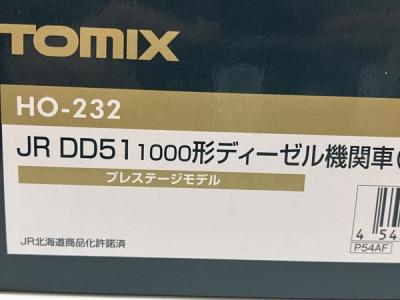 TOMIX
HO-232
JR DD51 1000形ディーゼル機関車(
プレステージモデル
JR北海道商品化許諾済
4 54
P54AF